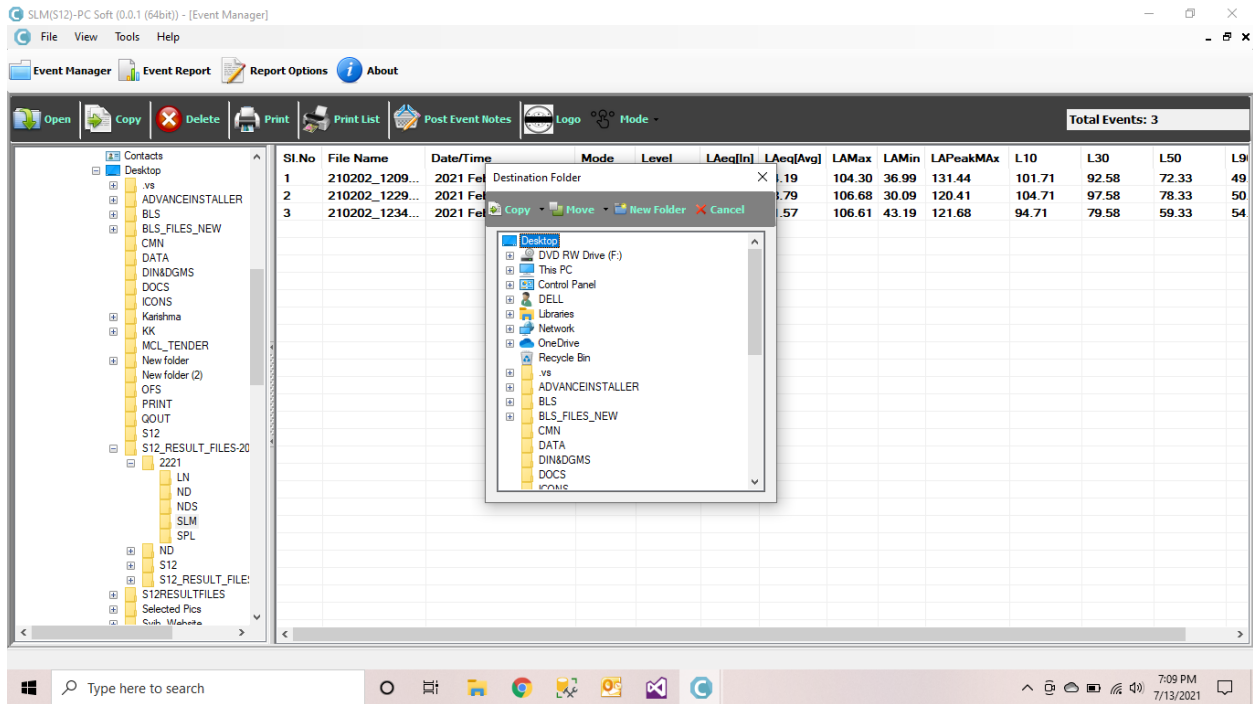 SLM(S12)-PC Soft (0.0.1 (64bit)) - [Event Manager]
File View Tools Help
Event Manager Event Report Report Options About
Open Copy Delete Print Print List Post Event Notes Logo Mode Total Events: 3
Contacts
Desktop
.vs
ADVANCEINSTALLER
BLS
BLS_FILES_NEW
CMN
DATA
DIN&DGMS
DOCS
ICONS
Karishma
KK
MCL_TENDER
New folder
New folder (2)
OFS
PRINT
QOUT
S12
S12_RESULT_FILES-20
2221
LN
ND
NDS
SLM
SPL
ND
S12
S12_RESULT_FILE
S12RESULTFILES
Selected Pics
Sl.No File Name Date/Time Mode Level LAeq[In] LAeq[Avg] LAMax LAMin LAPeakMAx L10 L30 L50 L9
1 210202_1209... 2021 Fe .19 104.30 36.99 131.44 101.71 92.58 72.33 49
2 210202_1229... 2021 Fe .79 106.68 30.09 120.41 104.71 97.58 78.33 50
3 210202_1234... 2021 Fe .57 106.61 43.19 121.68 94.71 79.58 59.33 54
Destination Folder
Copy Move New Folder Cancel
Desktop
DVD RW Drive (F:)
This PC
Control Panel
DELL
Libraries
Network
OneDrive
Recycle Bin
.vs
ADVANCEINSTALLER
BLS
BLS_FILES_NEW
CMN
DATA
DIN&DGMS
DOCS
ICONS
Type here to search
7:09 PM
7/13/2021